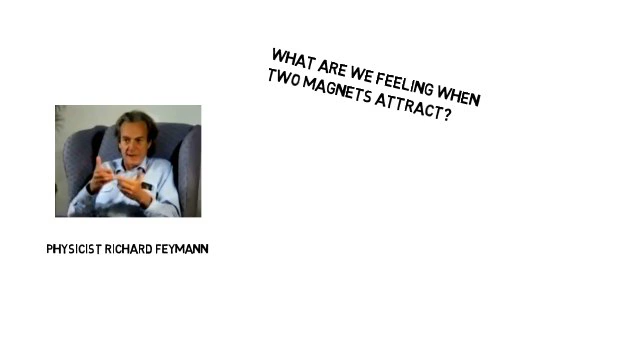 WHAT ARE WE FEELING WHEN
TWO MAGNETS ATTRACT?
PHYSICIST RICHARD FEYMANN